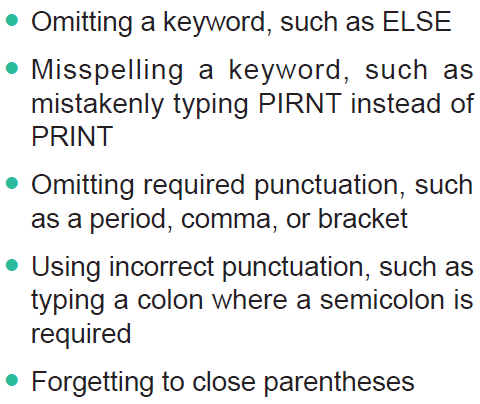 • Omitting a keyword, such as ELSE
• Misspelling a keyword, such as
mistakenly typing PIRNT instead of
PRINT
• Omitting required punctuation, such
as a period, comma, or bracket
• Using incorrect punctuation, such as
typing a colon where a semicolon is
required
• Forgetting to close parentheses